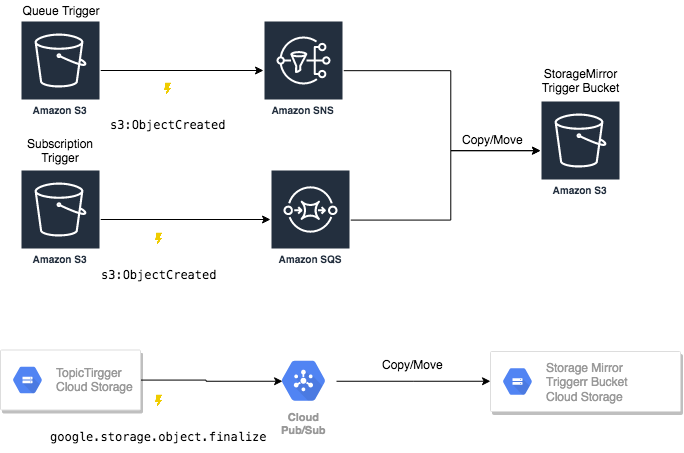 Queue Trigger
Amazon S3
s3:ObjectCreated
Amazon SNS
StorageMirror
Trigger Bucket
Copy/Move
Amazon S3
Subscription
Trigger
Amazon S3
s3:ObjectCreated
Amazon SQS
TopicTirgger
Cloud Storage
google.storage.object.finalize
Cloud
Pub/Sub
Copy/Move
Storage Mirror
Triggerr Bucket
Cloud Storage